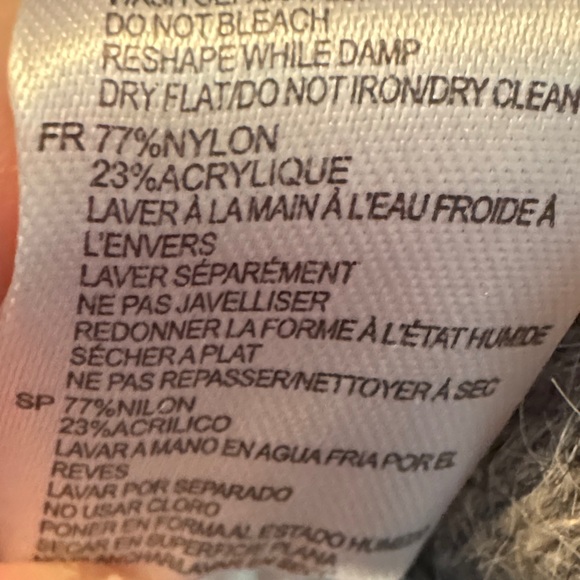 DO NOT BLEACH
RESHAPE WHILE DAMP
DRY FLAT/DO NOT IRON/DRY CLEAN
FR 77%NYLON
23%ACRYLIQUE
LAVER À LA MAIN À L'EAU FROIDE À
L'ENVERS
LAVER SÉPARÉMENT
NE PAS JAVELLISER
REDONNER LA FORME À L'ÉTAT HUMIDE
SÉCHER A PLAT
NE PAS REPASSER/NETTOYER À SEC
SP 77%NILON
23%ACRILICO
LAVAR A MANO EN AGUA FRIA POR EL
REVES
LAVAR POR SEPARADO
NO USAR CLORO
PONER EN FORMA AL ESTADO HUMEDO
SECAR EN SUPERFICIE PLANA